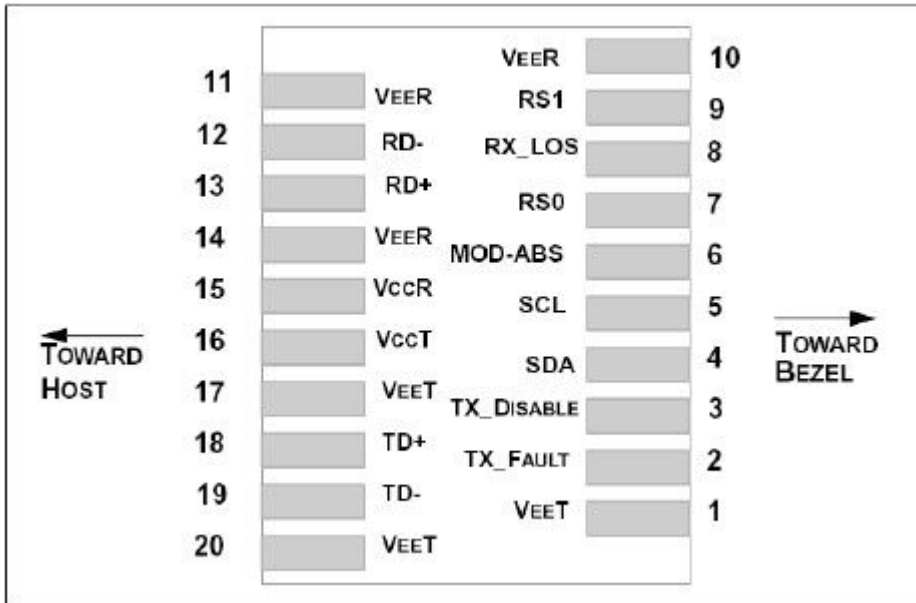 11 VEER
12 RD-
13 RD+
14 VEER
15 VCCR
16 VCCT
17 VEET
18 TD+
19 TD-
20 VEET
VEER 10
RS1 9
RX_LOS 8
RS0 7
MOD-ABS 6
SCL 5
SDA 4
TX_DISABLE 3
TX_FAULT 2
VEET 1
TOWARD
HOST
TOWARD
BEZEL